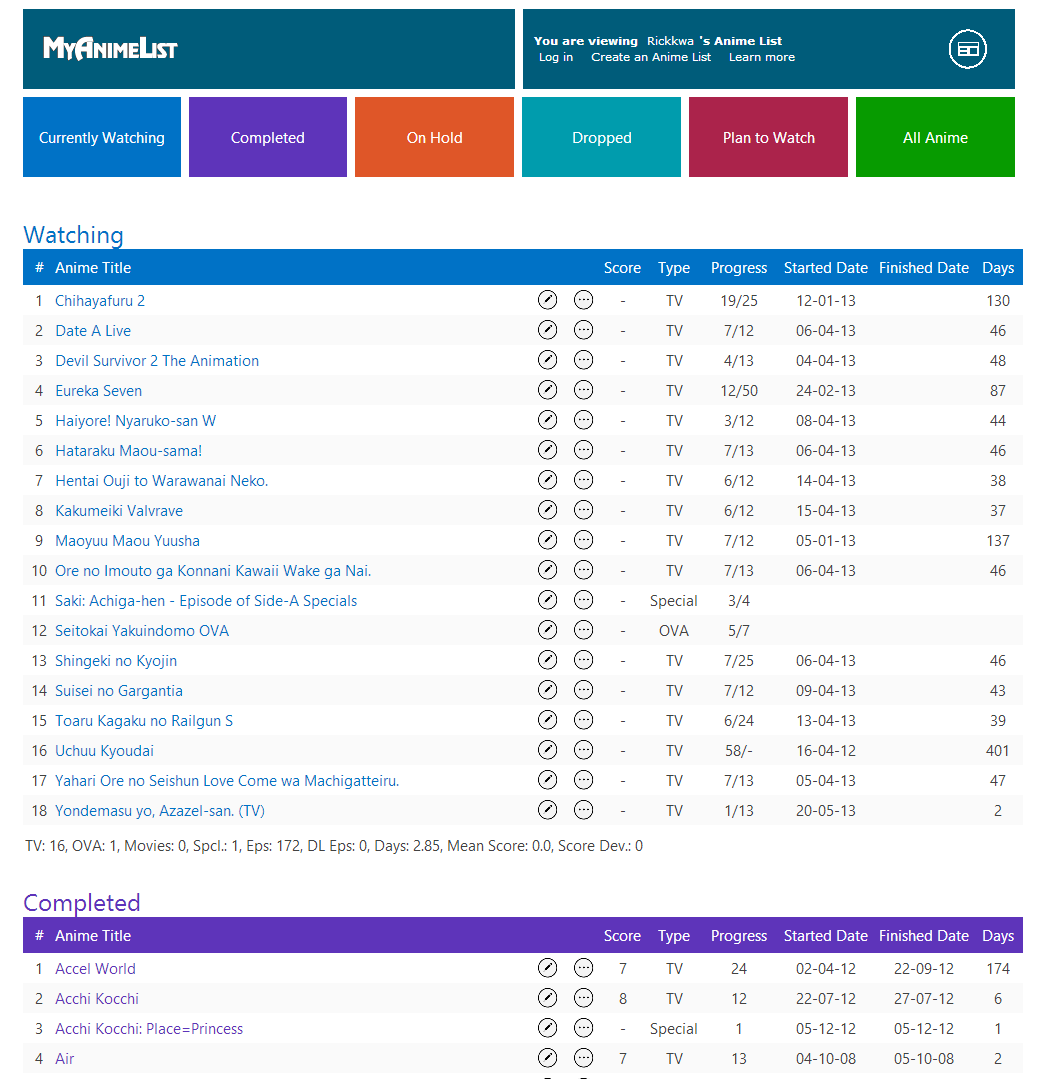 MyAnimeList
You are viewing Rickkwa 's Anime List
Log in Create an Anime List Learn more
Currently Watching Completed On Hold Dropped Plan to Watch All Anime
Watching
# Anime Title Score Type Progress Started Date Finished Date Days
1 Chihayafuru 2 - TV 19/25 12-01-13 130
2 Date A Live - TV 7/12 06-04-13 46
3 Devil Survivor 2 The Animation - TV 4/13 04-04-13 48
4 Eureka Seven - TV 12/50 24-02-13 87
5 Haiyore! Nyaruko-san W - TV 3/12 08-04-13 44
6 Hataraku Maou-sama! - TV 7/13 06-04-13 46
7 Hentai Ouji to Warawanai Neko. - TV 6/12 14-04-13 38
8 Kakumeiki Valvrave - TV 6/12 15-04-13 37
9 Maoyuu Maou Yuusha - TV 7/12 05-01-13 137
10 Ore no Imouto ga Konnani Kawaii Wake ga Nai. - TV 7/13 06-04-13 46
11 Saki: Achiga-hen - Episode of Side-A Specials - Special 3/4
12 Seitokai Yakuindomo OVA - OVA 5/7
13 Shingeki no Kyojin - TV 7/25 06-04-13 46
14 Suisei no Gargantia - TV 7/12 09-04-13 43
15 Toaru Kagaku no Railgun S - TV 6/24 13-04-13 39
16 Uchuu Kyoudai - TV 58/- 16-04-12 401
17 Yahari Ore no Seishun Love Come wa Machigatteiru. - TV 7/13 05-04-13 47
18 Yondemasu yo, Azazel-san. (TV) - TV 1/13 20-05-13 2
TV: 16, OVA: 1, Movies: 0, Spcl.: 1, Eps: 172, DL Eps: 0, Days: 2.85, Mean Score: 0.0, Score Dev.: 0
Completed
# Anime Title Score Type Progress Started Date Finished Date Days
1 Accel World 7 TV 24 02-04-12 22-09-12 174
2 Acchi Kocchi 8 TV 12 22-07-12 27-07-12 6
3 Acchi Kocchi: Place=Princess - Special 1 05-12-12 05-12-12 1
4 Air 7 TV 13 04-10-08 05-10-08 2